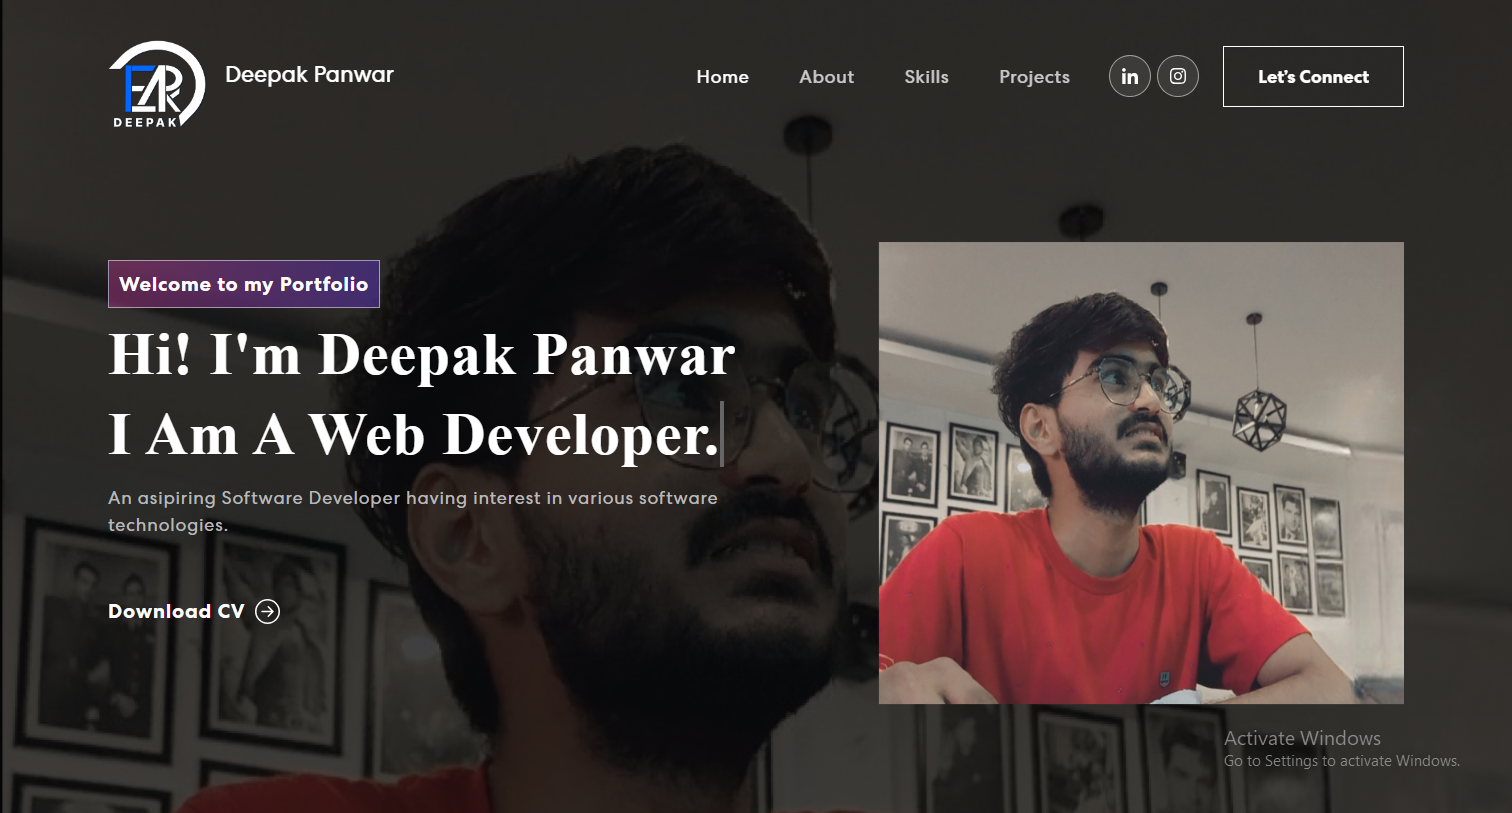 DEEPAK
Deepak Panwar
Home
About
Skills
Projects
in
Let's Connect
Welcome to my Portfolio
Hi! I'm Deepak Panwar
I Am A Web Developer.
An asipiring Software Developer having interest in various software
technologies.
Download CV
Activate Windows
Go to Settings to activate Windows.